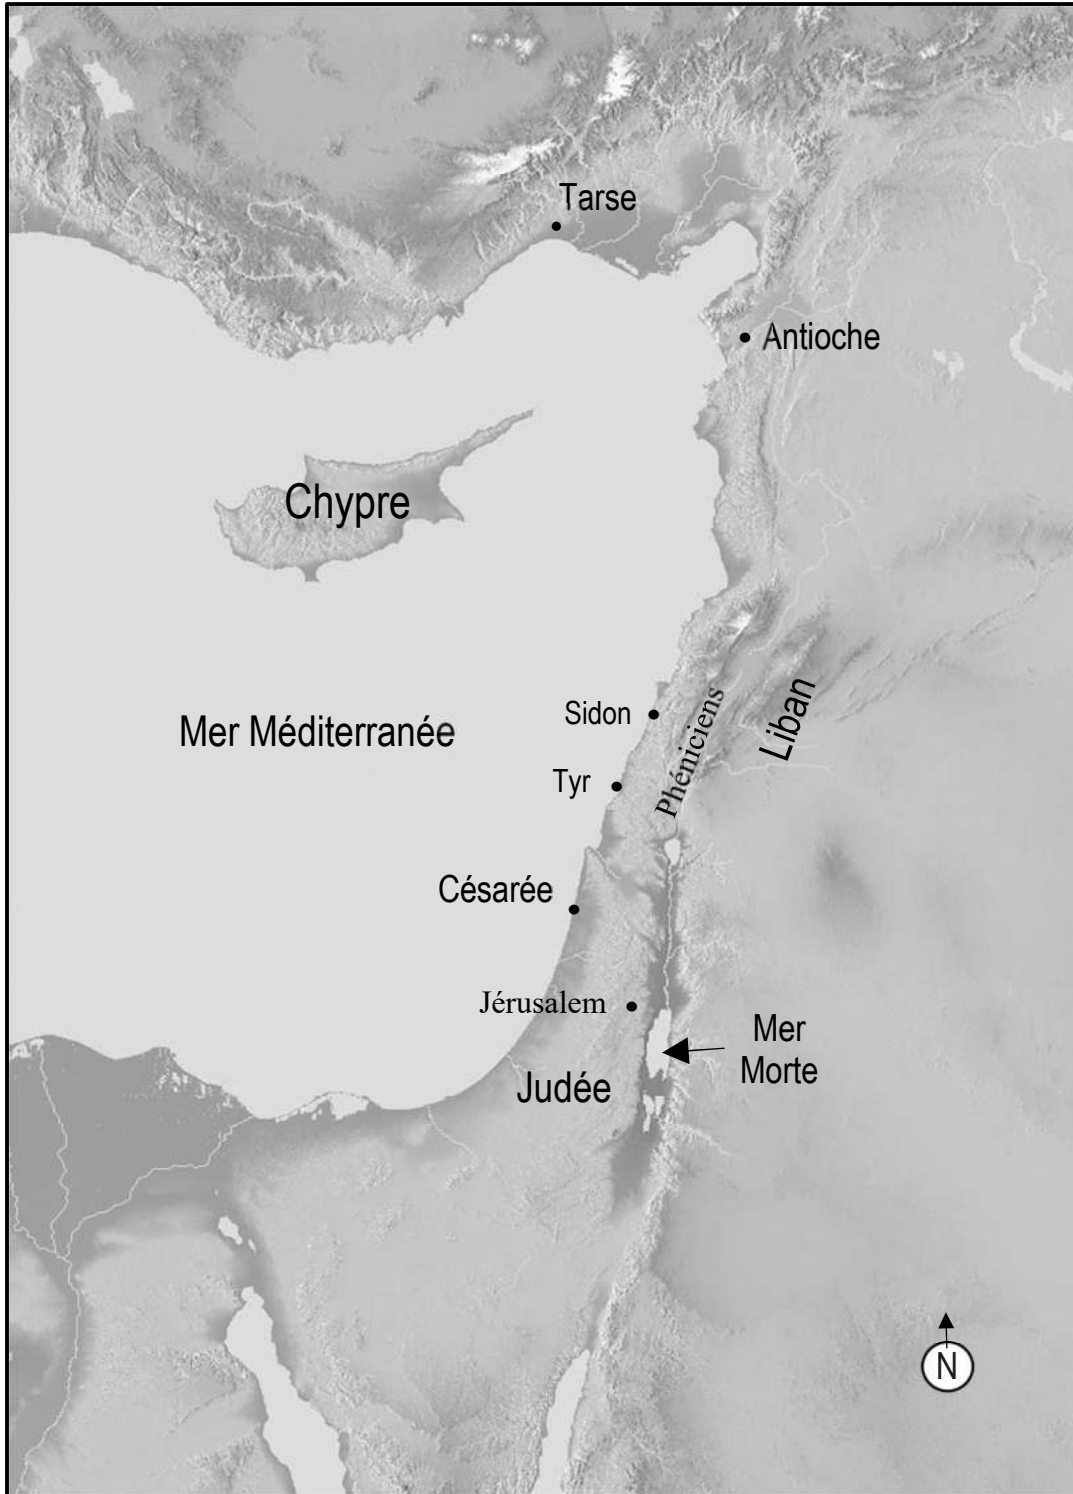 Tarse
Antioche
Chypre
Sidon
Phéniciens
Liban
Mer Méditerranée
Tyr
Césarée
Jérusalem
Mer
Morte
Judée
N